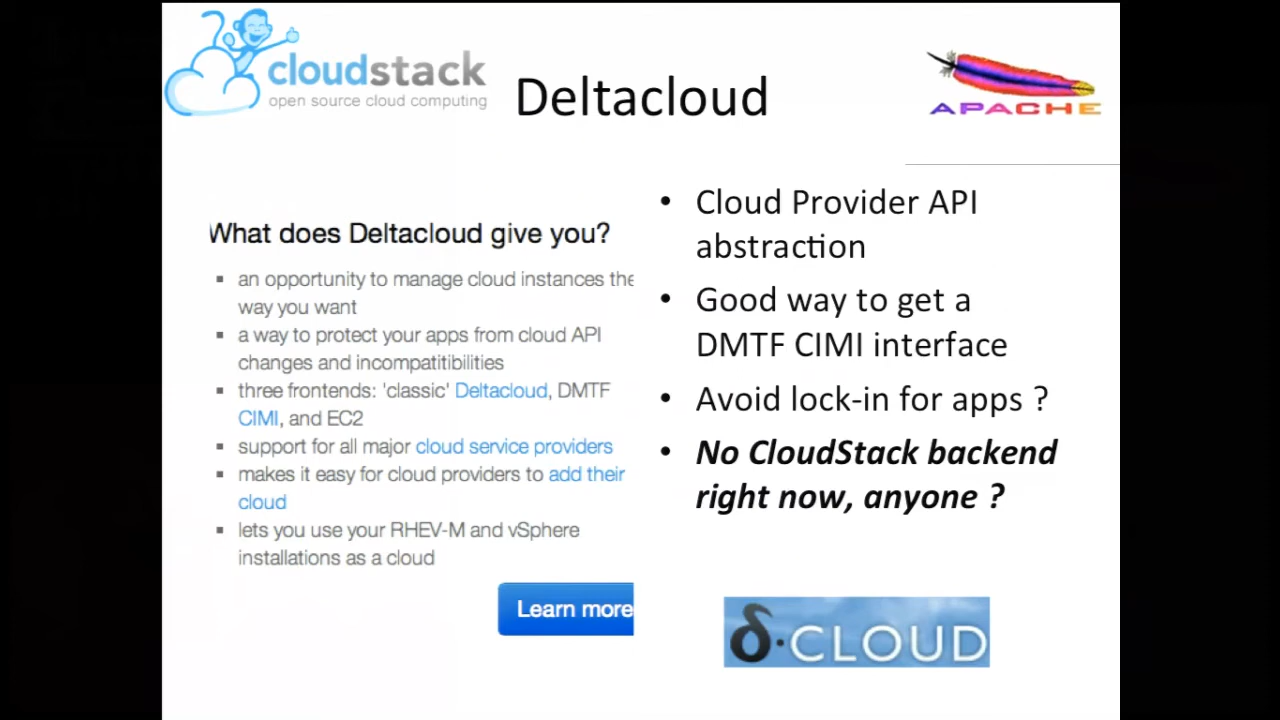 cloudstack
open source cloud computing
Deltacloud
APACHE
What does Deltacloud give you?
▪ an opportunity to manage cloud instances the
way you want
▪ a way to protect your apps from cloud API
changes and incompatitibilities
▪ three frontends: 'classic' Deltacloud, DMTF
CIMI, and EC2
▪ support for all major cloud service providers
▪ makes it easy for cloud providers to add their
cloud
▪ lets you use your RHEV-M and vSphere
installations as a cloud
Learn more
• Cloud Provider API
abstraction
• Good way to get a
DMTF CIMI interface
• Avoid lock-in for apps ?
• No CloudStack backend
right now, anyone ?
δ·CLOUD